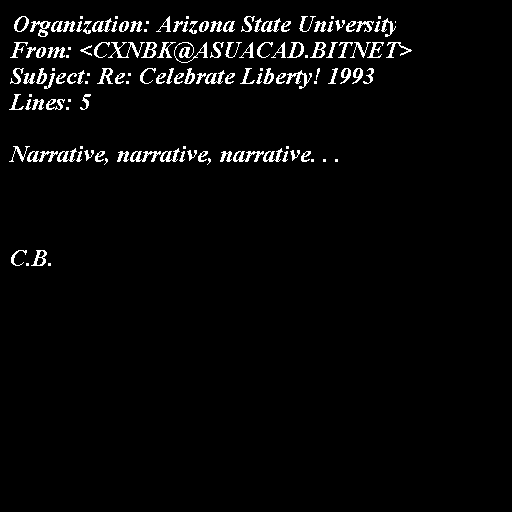 Organization: Arizona State University
From: <CXNBK@ASUACAD.BITNET>
Subject: Re: Celebrate Liberty! 1993
Lines: 5
Narrative, narrative, narrative. . .
C.B.